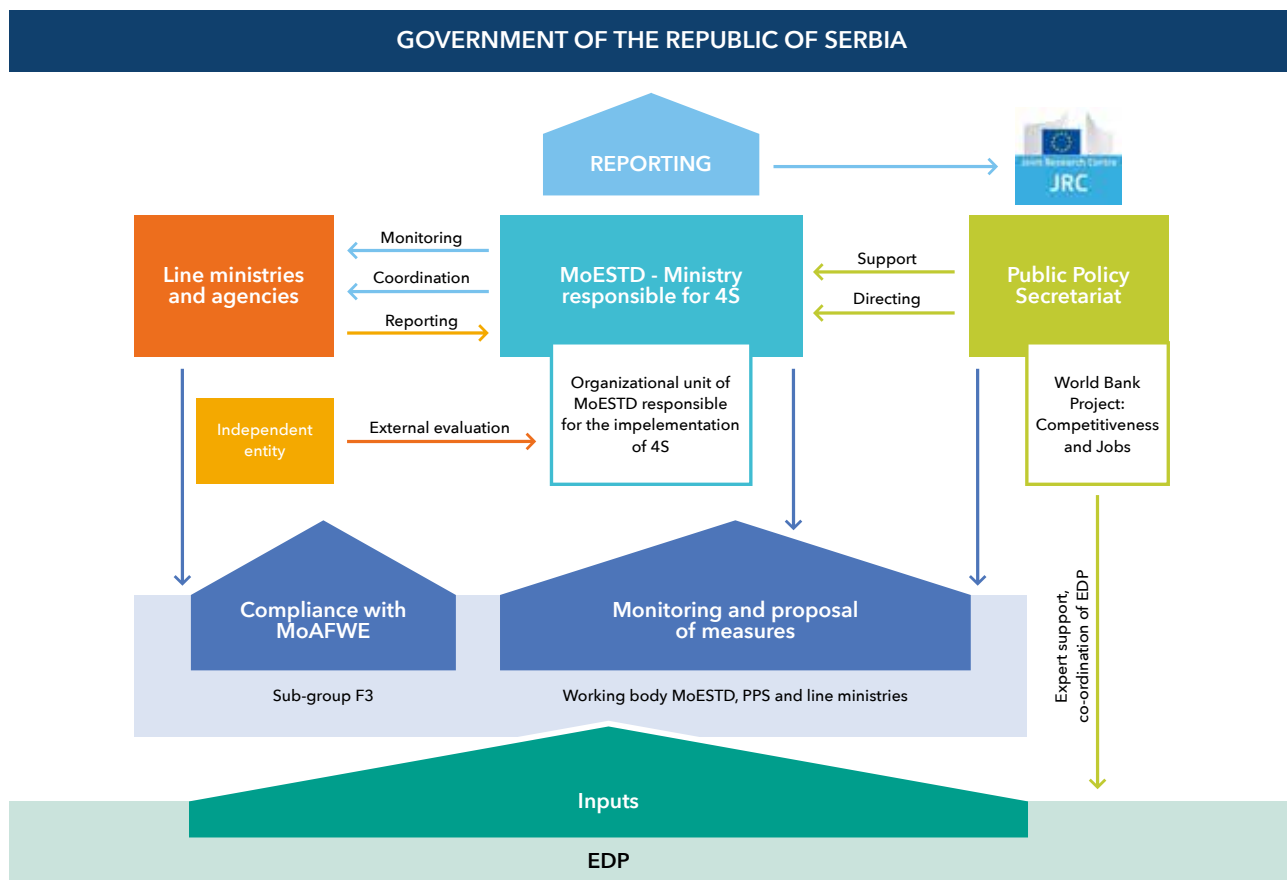 GOVERNMENT OF THE REPUBLIC OF SERBIA
REPORTING
Joint Research Centre
JRC
Line ministries
and agencies
Monitoring
Coordination
Reporting
MoESTD - Ministry
responsible for 4S
Support
Directing
Public Policy
Secretariat
Independent
entity
External evaluation
Organizational unit of
MoESTD responsible
for the impelementation
of 4S
World Bank
Project:
Competitiveness
and Jobs
Compliance with
MoAFWE
Sub-group F3
Monitoring and proposal
of measures
Working body MoESTD, PPS and line ministries
Expert support,
co-ordination of EDP
Inputs
EDP